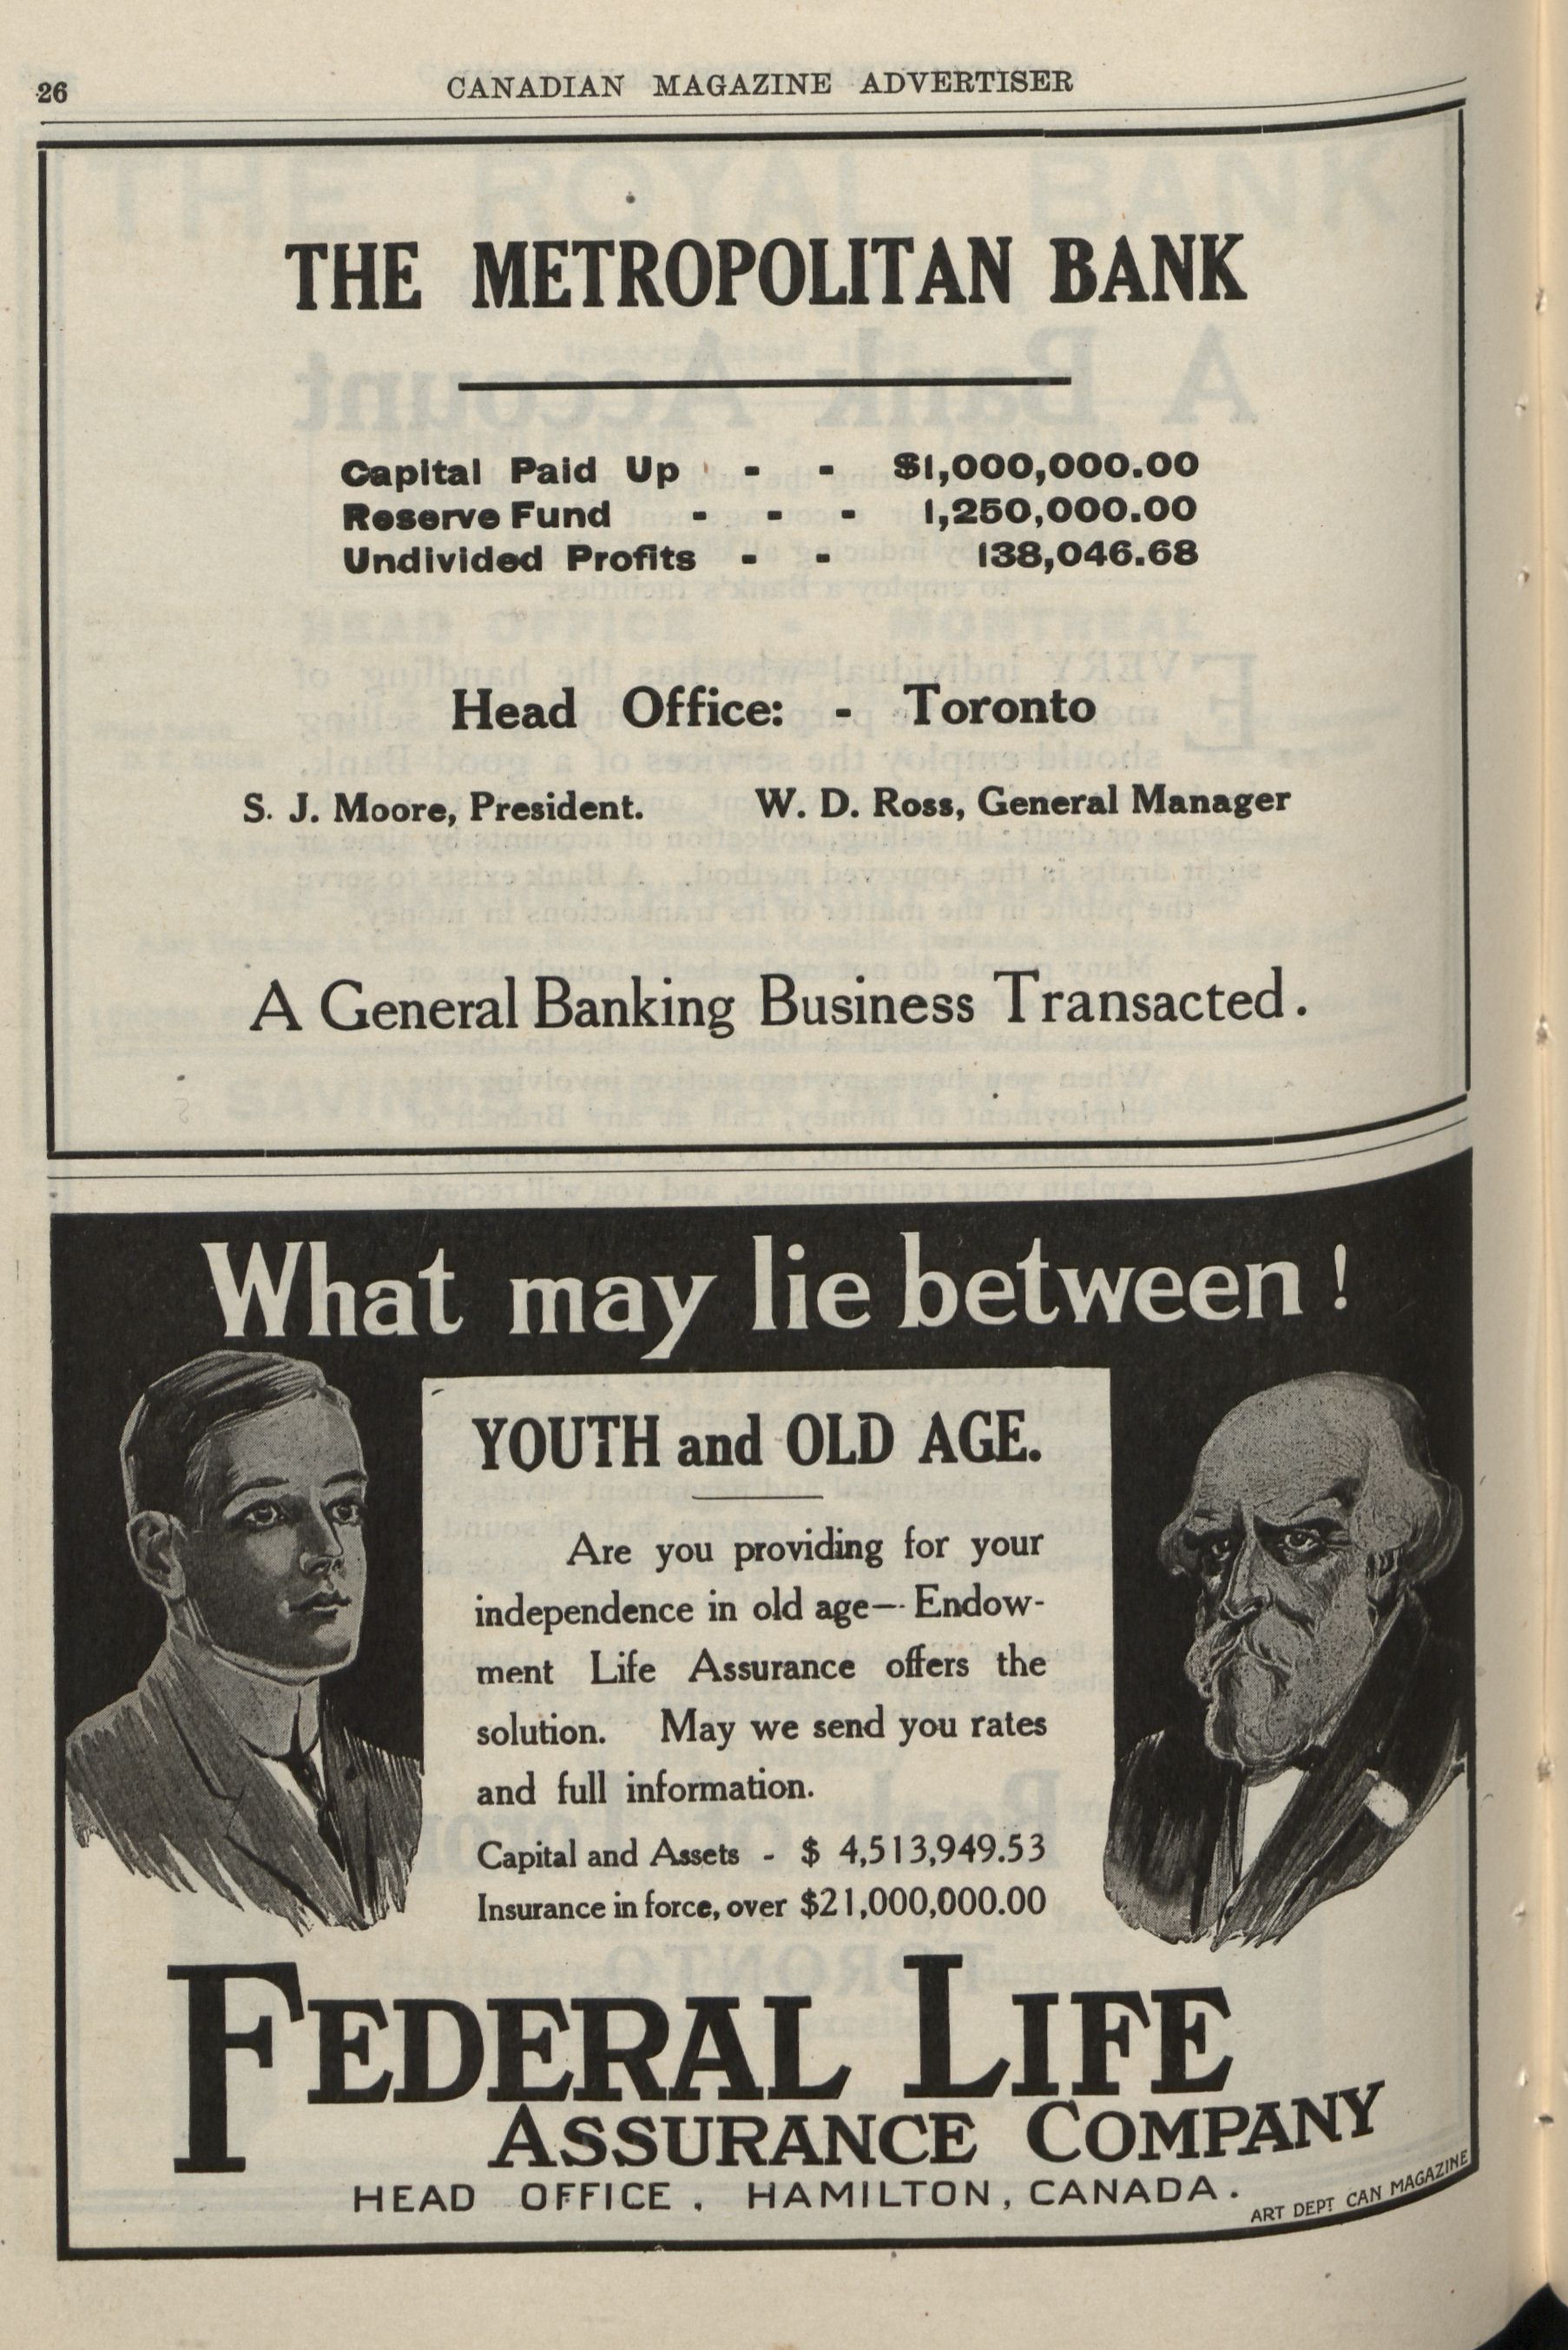 26
CANADIAN MAGAZINE ADVERTISER
THE METROPOLITAN BANK
Capital Paid Up - - $1,000,000.00
Reserve Fund - - - 1,250,000.00
Undivided Profits - - 138,046.68
Head Office: - Toronto
S. J. Moore, President. W. D. Ross, General Manager
A General Banking Business Transacted.
What may lie between!
YOUTH and OLD AGE.
Are you providing for your
independence in old age—Endow-
ment Life Assurance offers the
solution. May we send you rates
and full information.
Capital and Assets - $ 4,513,949.53
Insurance in force, over $21,000,000.00
FEDERAL LIFE
ASSURANCE COMPANY
HEAD OFFICE, HAMILTON, CANADA.
ART DEPT CAN MAGAZINE